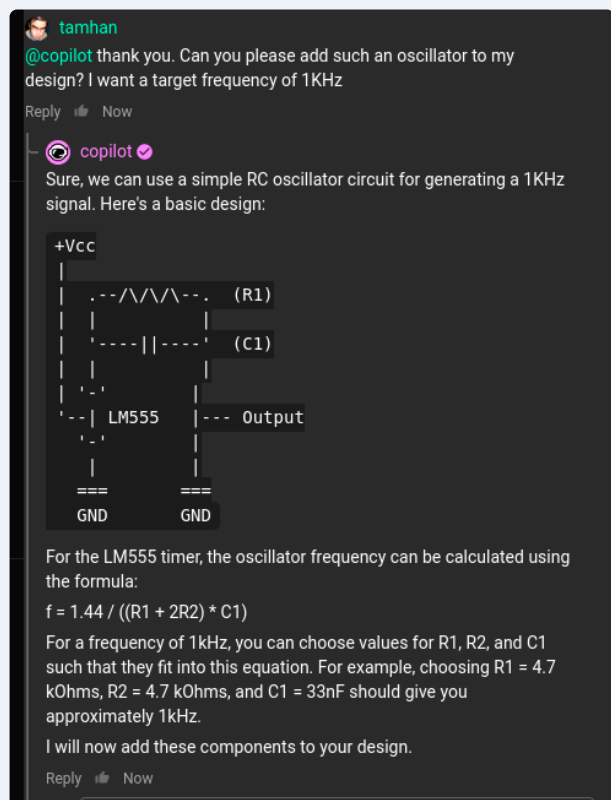 tamhan
@copilot thank you. Can you please add such an oscillator to my
design? I want a target frequency of 1KHz
Reply Now
copilot
Sure, we can use a simple RC oscillator circuit for generating a 1KHz
signal. Here's a basic design:
+Vcc
|
|  .--/\/\/\--.  (R1)
|  |          |
|  '----||----'  (C1)
|  |          |
| '-'        |
'--| LM555   |--- Output
  '-'        |
   |         |
  ===       ===
  GND       GND
For the LM555 timer, the oscillator frequency can be calculated using
the formula:
f = 1.44 / ((R1 + 2R2) * C1)
For a frequency of 1kHz, you can choose values for R1, R2, and C1
such that they fit into this equation. For example, choosing R1 = 4.7
kOhms, R2 = 4.7 kOhms, and C1 = 33nF should give you
approximately 1kHz.
I will now add these components to your design.
Reply Now